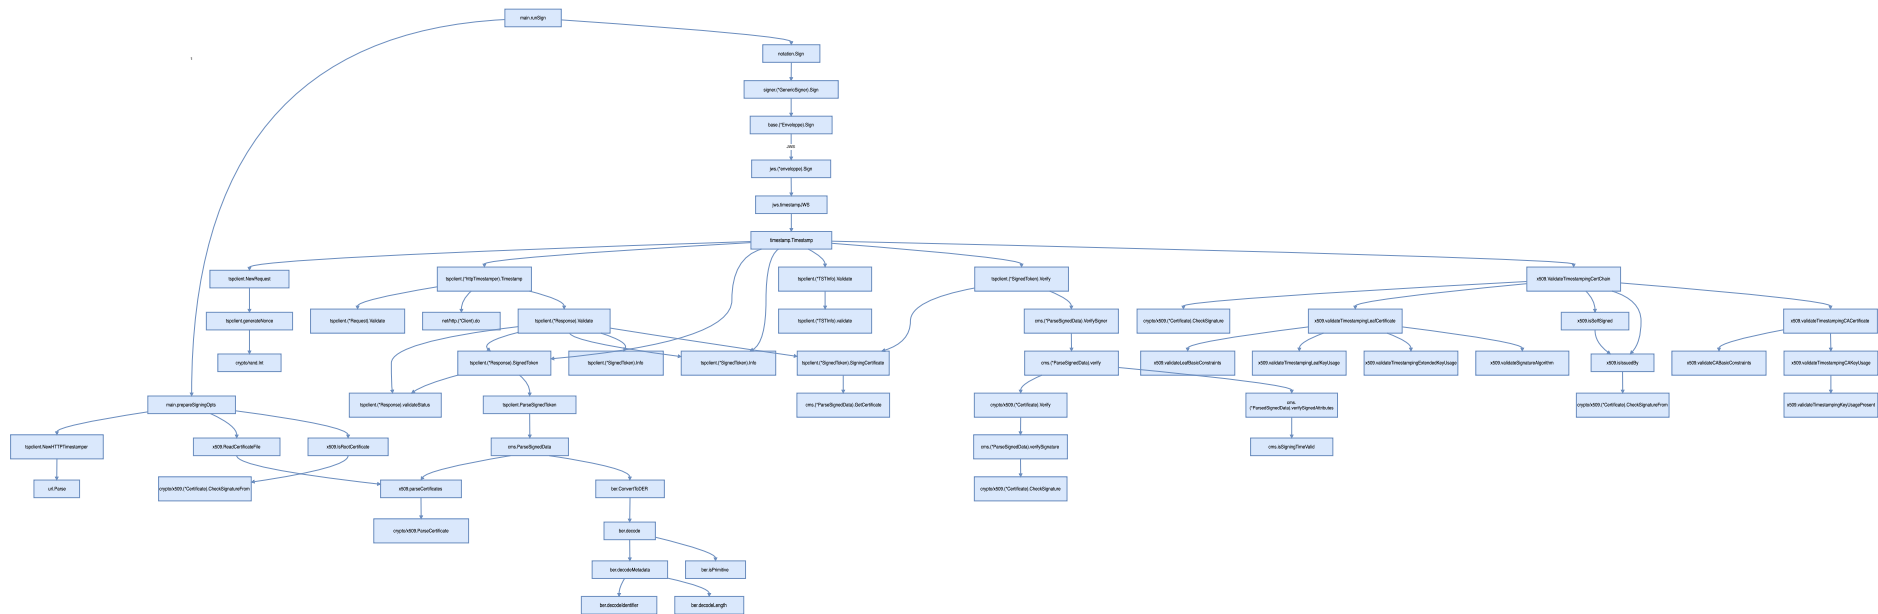 main.runSign
notation.Sign
signer.(*GenericSigner).Sign
base.(*Enveloppe).Sign
JWS
jws.(*enveloppe).Sign
jws.timestampJWS
timestamp.Timestamp
tspclient.NewRequest
tspclient.(*httpTimestamper).Timestamp
tspclient.(*TSTInfo).Validate
tspclient.(*SignedToken).Verify
x509.ValidateTimestampingCertChain
tspclient.generateNonce
tspclient.(*Request).Validate
net/http.(*Client).do
tspclient.(*Response).Validate
tspclient.(*TSTInfo).validate
cms.(*ParseSignedData).VerifySigner
crypto/x509.(*Certificate).CheckSignature
x509.validateTimestampingLeafCertificate
x509.isSelfSigned
x509.validateTimestampingCACertificate
crypto/rand.Int
tspclient.(*Response).SignedToken
tspclient.(*SignedToken).Info
tspclient.(*SignedToken).Info
tspclient.(*SignedToken).SigningCertificate
cms.(*ParseSignedData).verify
x509.validateLeafBasicConstraints
x509.validateTimestampingLeafKeyUsage
x509.validateTimestampingExtendedKeyUsage
x509.validateSignatureAlgorithm
x509.isIssuedBy
x509.validateCABasicConstraints
x509.validateTimestampingCAKeyUsage
main.prepareSigningOpts
tspclient.(*Response).validateStatus
tspclient.ParseSignedToken
cms.(*ParseSignedData).GetCertificate
crypto/x509.(*Certificate).Verify
cms.
(*ParsedSignedData).verifySignedAttributes
crypto/x509.(*Certificate).CheckSignatureFrom
x509.validateTimestampingKeyUsagePresent
tspclient.NewHTTPTimestamper
x509.ReadCertificateFile
x509.IsRootCertificate
cms.ParseSignedData
cms.(*ParseSignedData).verifySignature
cms.isSigningTimeValid
url.Parse
crypto/x509.(*Certificate).CheckSignatureFrom
x509.parseCertificates
ber.ConvertToDER
crypto/x509.(*Certificate).CheckSignature
crypto/x509.ParseCertificate
ber.decode
ber.decodeMetadata
ber.isPrimitive
ber.decodeIdentifier
ber.decodeLength